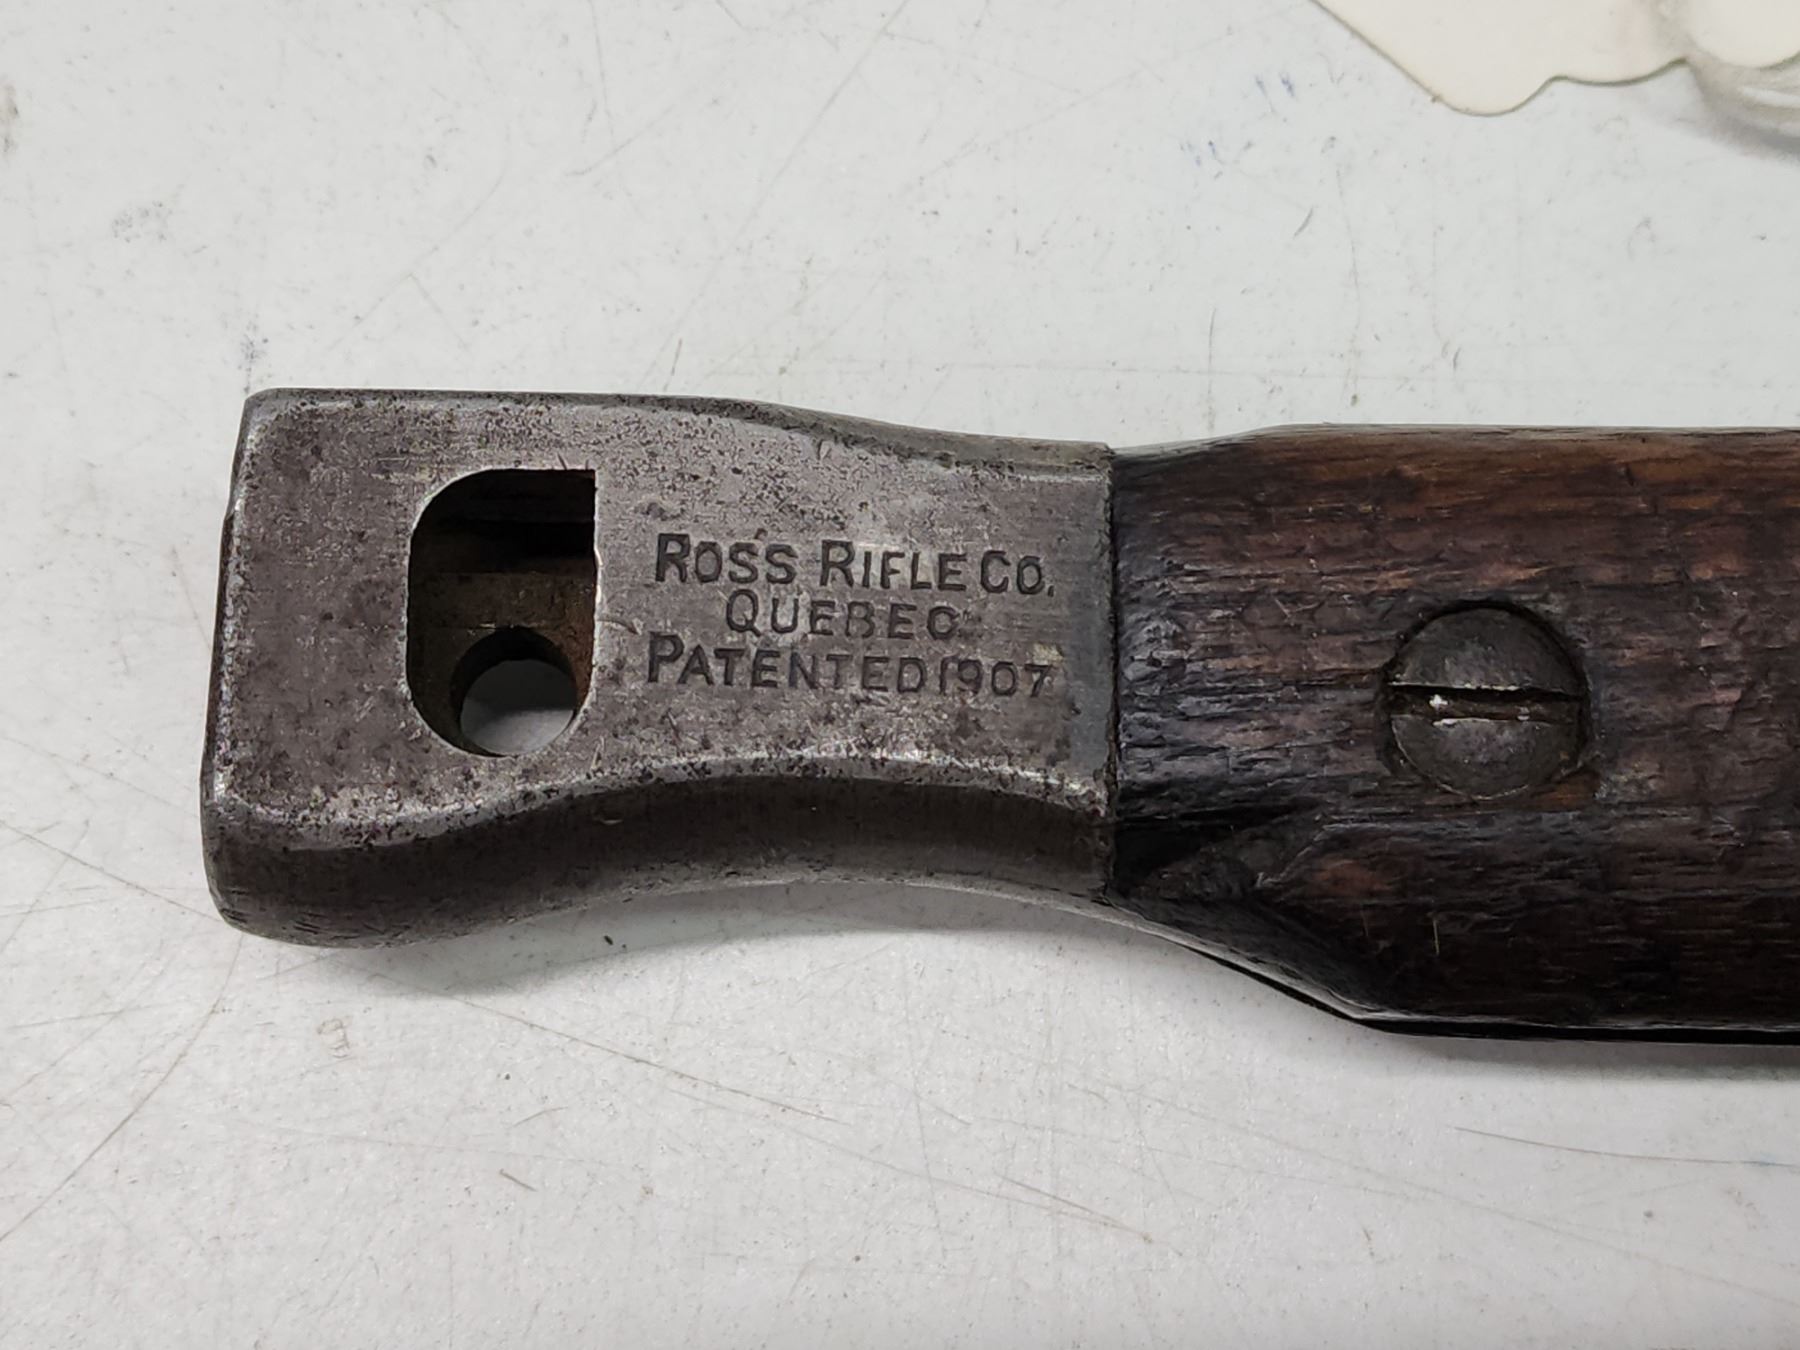 ROSS RIFLE CO.
QUEBEC
PATENTED 1907